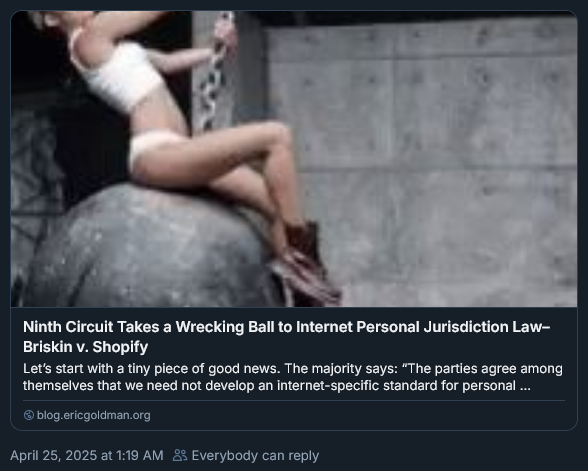 Ninth Circuit Takes a Wrecking Ball to Internet Personal Jurisdiction Law–
Briskin v. Shopify
Let’s start with a tiny piece of good news. The majority says: “The parties agree among
themselves that we need not develop an internet-specific standard for personal ...
blog.ericgoldman.org
April 25, 2025 at 1:19 AM Everybody can reply